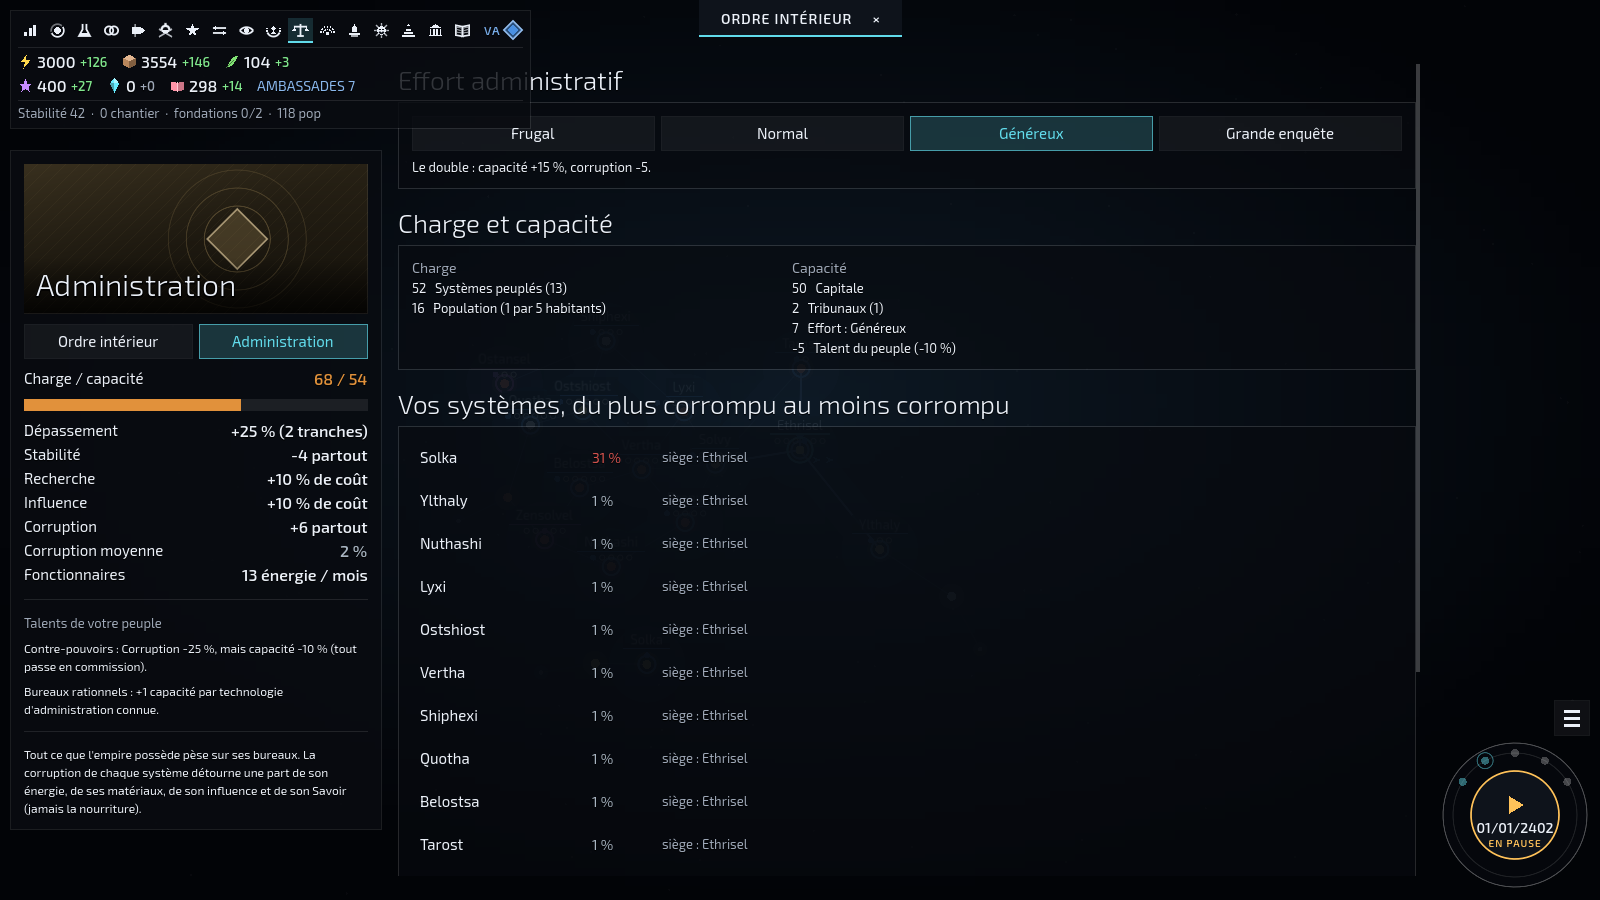 ORDRE INTÉRIEUR ×
VA
3000 +126 3554 +146 104 +3
400 +27 0 +0 298 +14 AMBASSADES 7
Stabilité 42 · 0 chantier · fondations 0/2 · 118 pop
Administration
Ordre intérieur Administration
Charge / capacité 68 / 54
Dépassement +25 % (2 tranches)
Stabilité -4 partout
Recherche +10 % de coût
Influence +10 % de coût
Corruption +6 partout
Corruption moyenne 2 %
Fonctionnaires 13 énergie / mois
Talents de votre peuple
Contre-pouvoirs : Corruption -25 %, mais capacité -10 % (tout
passe en commission).
Bureaux rationnels : +1 capacité par technologie
d'administration connue.
Tout ce que l'empire possède pèse sur ses bureaux. La
corruption de chaque système détourne une part de son
énergie, de ses matériaux, de son influence et de son Savoir
(jamais la nourriture).
Effort administratif
Frugal Normal Généreux Grande enquête
Le double : capacité +15 %, corruption -5.
Charge et capacité
Charge
52 Systèmes peuplés (13)
16 Population (1 par 5 habitants)
Capacité
50 Capitale
2 Tribunaux (1)
7 Effort : Généreux
-5 Talent du peuple (-10 %)
Ostshiost Lyxi
Vos systèmes, du plus corrompu au moins corrompu
Ethrisel
Solka 31 % siège : Ethrisel
Ylthaly 1 % siège : Ethrisel
Nuthashi 1 % siège : Ethrisel
Lyxi 1 % siège : Ethrisel
Ostshiost 1 % siège : Ethrisel
Vertha 1 % siège : Ethrisel
Shiphexi 1 % siège : Ethrisel
Quotha 1 % siège : Ethrisel
Belostsa 1 % siège : Ethrisel
Tarost 1 % siège : Ethrisel
01/01/2402
EN PAUSE